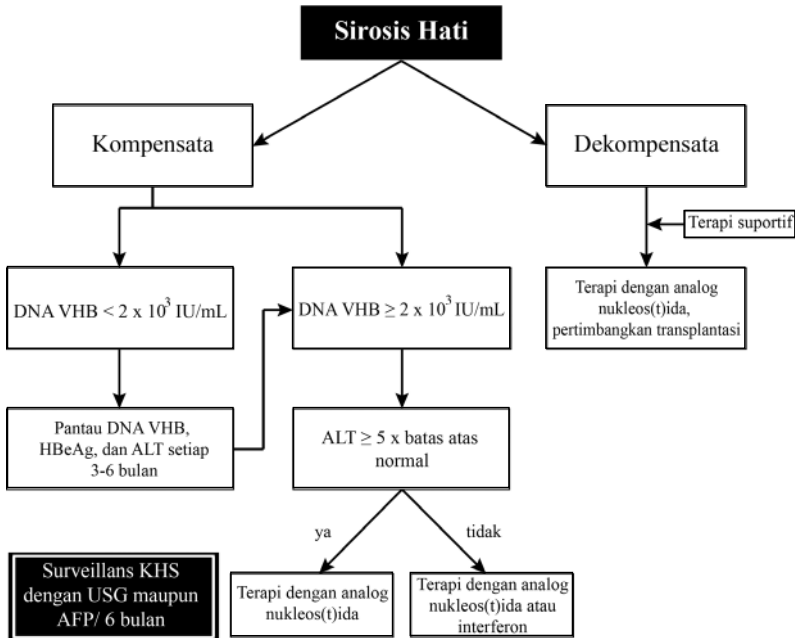 Sirosis Hati
Kompensata
Dekompensata
Terapi suportif
DNA VHB < 2 x 10³ IU/mL
DNA VHB ≥ 2 x 10³ IU/mL
Terapi dengan analog
nukleos(t)ida,
pertimbangkan transplantasi
Pantau DNA VHB,
HBeAg, dan ALT setiap
3-6 bulan
ALT ≥ 5 x batas atas
normal
ya
tidak
Surveillans KHS
dengan USG maupun
AFP/ 6 bulan
Terapi dengan analog
nukleos(t)ida
Terapi dengan analog
nukleos(t)ida atau
interferon